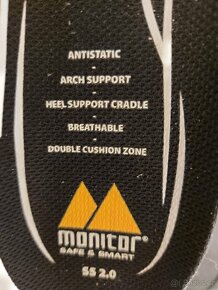 ANTISTATIC
-
ARCH SUPPORT
-
HEEL SUPPORT CRADLE
-
BREATHABLE
-
DOUBLE CUSHION ZONE
monitor®
SAFE & SMART
SS 2.0